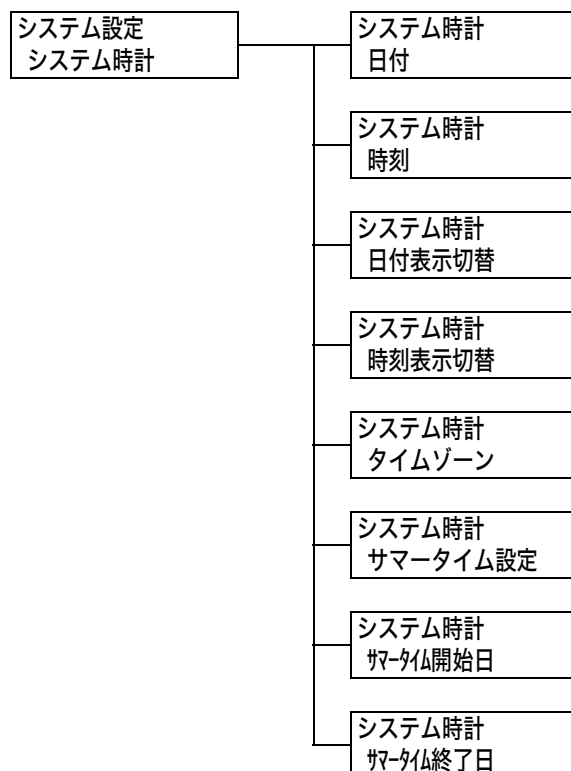 システム設定
システム時計
システム時計
日付
システム時計
時刻
システム時計
日付表示切替
システム時計
時刻表示切替
システム時計
タイムゾーン
システム時計
サマータイム設定
システム時計
ｻﾏｰﾀｲﾑ開始日
システム時計
ｻﾏｰﾀｲﾑ終了日